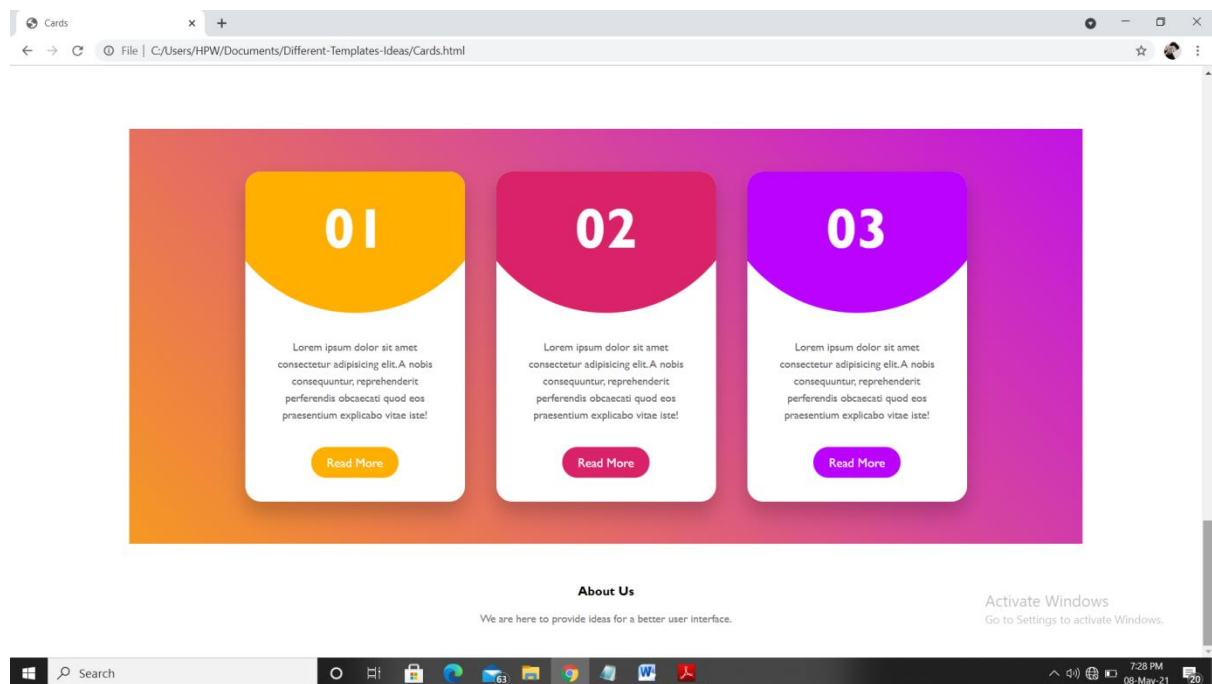 Cards
File | C:/Users/HPW/Documents/Different-Templates-Ideas/Cards.html
01
02
03
Lorem ipsum dolor sit amet
consectetur adipisicing elit. A nobis
consequuntur, reprehenderit
perferendis obcaecati quod eos
praesentium explicabo vitae iste!
Read More
Lorem ipsum dolor sit amet
consectetur adipisicing elit. A nobis
consequuntur, reprehenderit
perferendis obcaecati quod eos
praesentium explicabo vitae iste!
Read More
Lorem ipsum dolor sit amet
consectetur adipisicing elit. A nobis
consequuntur, reprehenderit
perferendis obcaecati quod eos
praesentium explicabo vitae iste!
Read More
About Us
We are here to provide ideas for a better user interface.
Activate Windows
Go to Settings to activate Windows.
Search
63
W
7:28 PM
08-May-21
20